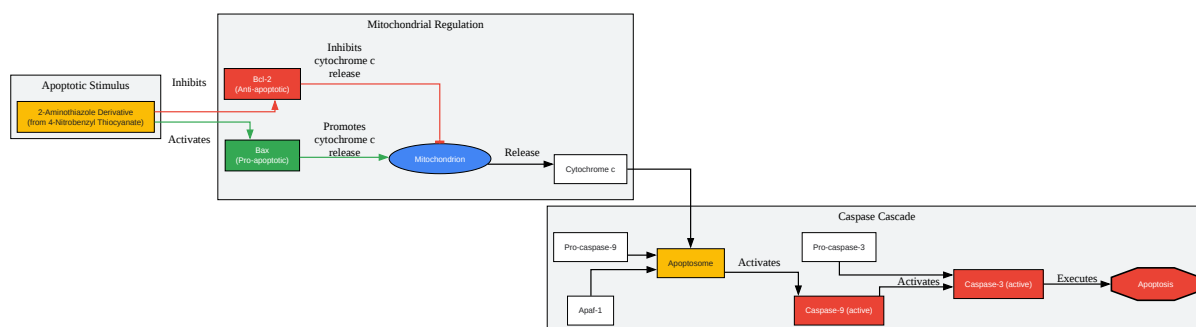 Mitochondrial Regulation
Inhibits
cytochrome c
release
Apoptotic Stimulus
Inhibits
Bcl-2
(Anti-apoptotic)
2-Aminothiazole Derivative
(from 4-Nitrobenzyl Thiocyanate)
Activates
Promotes
cytochrome c
release
Bax
(Pro-apoptotic)
Mitochondrion
Release
Cytochrome c
Caspase Cascade
Pro-caspase-9
Pro-caspase-3
Apoptosome
Activates
Apaf-1
Caspase-9 (active)
Activates
Caspase-3 (active)
Executes
Apoptosis